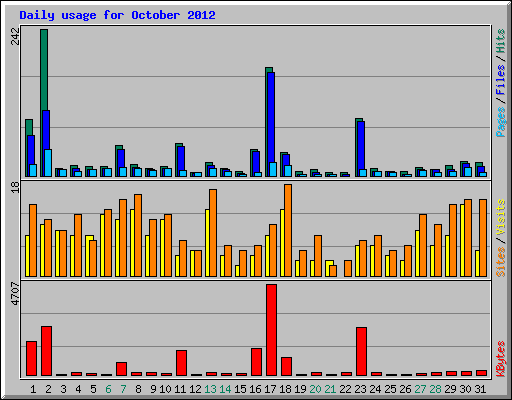 Daily usage for October 2012
242
Pages / Files / Hits
18
Sites / Visits
4707
KBytes
1 2 3 4 5 6 7 8 9 10 11 12 13 14 15 16 17 18 19 20 21 22 23 24 25 26 27 28 29 30 31